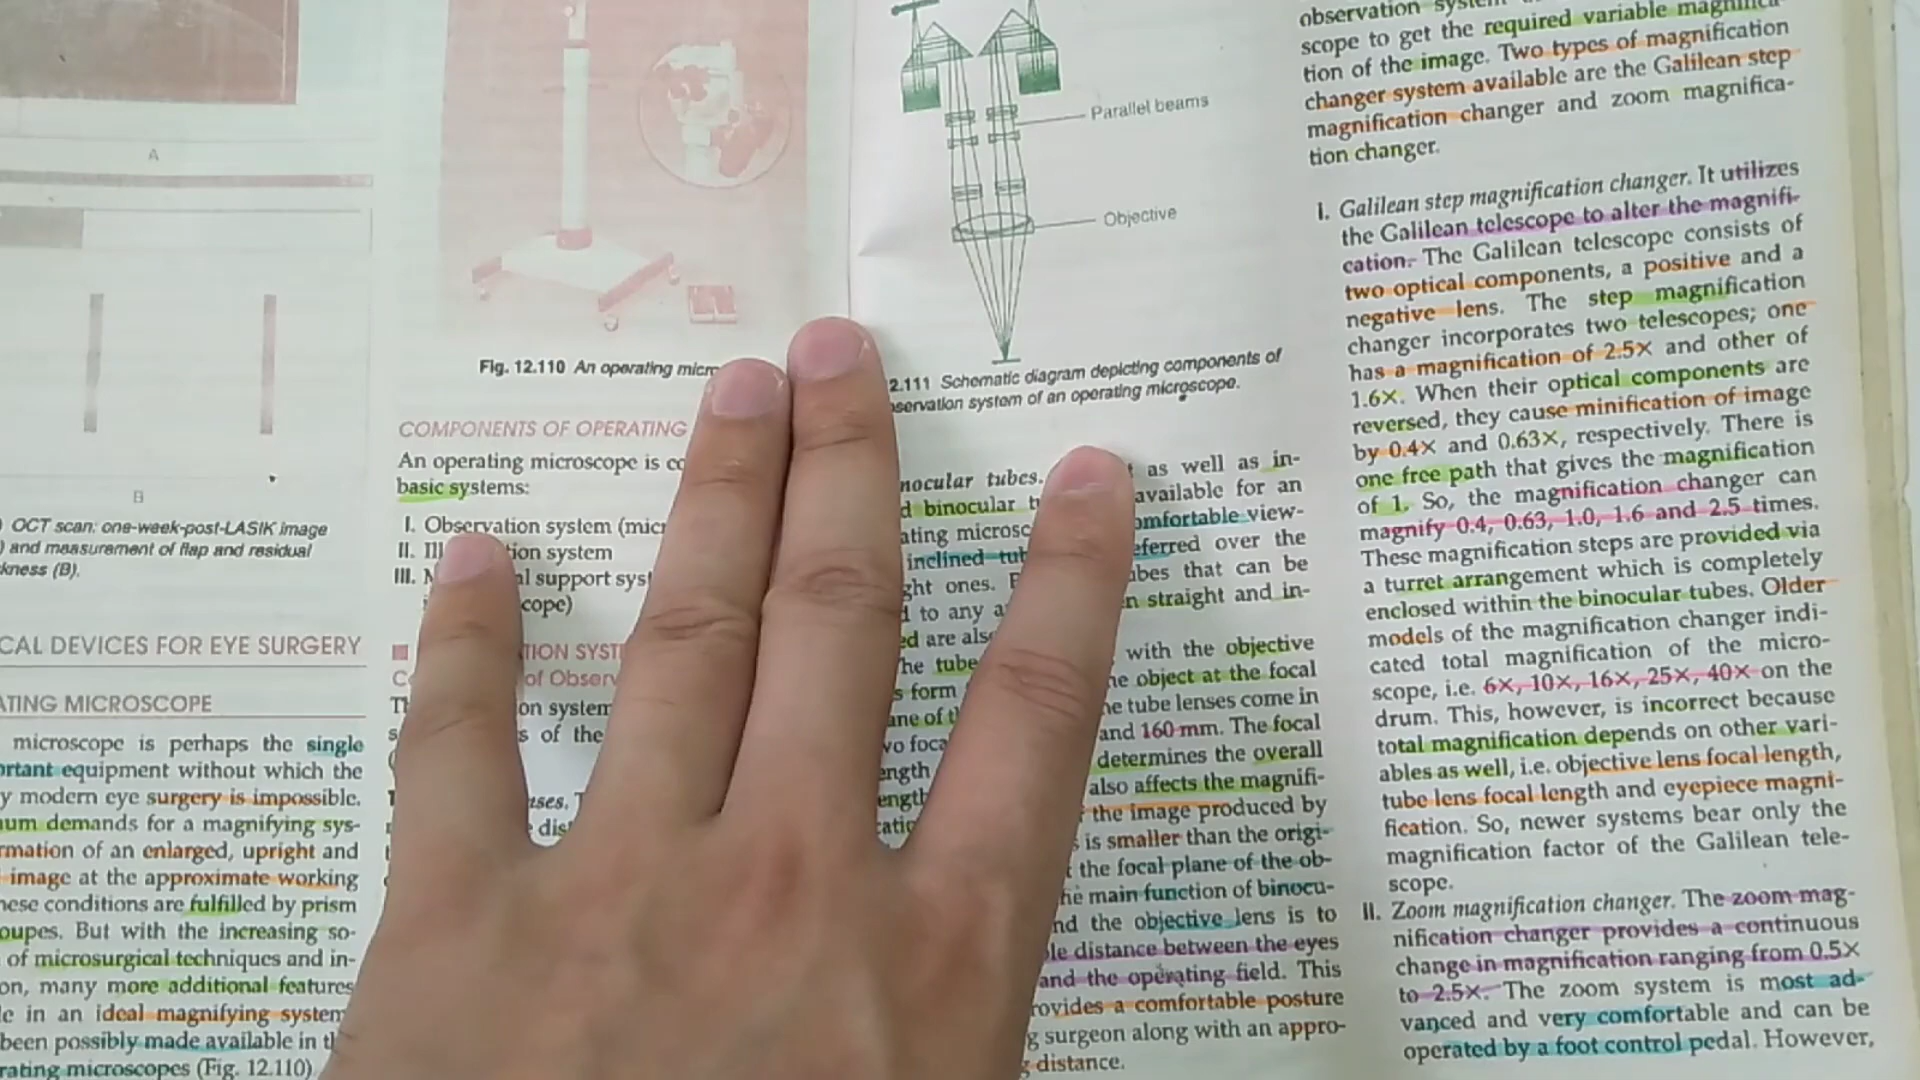 A
B
OCT scan: one-week-post-LASIK image
) and measurement of flap and residual
kness (B).
CAL DEVICES FOR EYE SURGERY
ATING MICROSCOPE
microscope is perhaps the single
ortant equipment without which the
y modern eye surgery is impossible.
um demands for a magnifying sys-
rmation of an enlarged, upright and
image at the approximate working
hese conditions are fulfilled by prism
oupes. But with the increasing so-
of microsurgical techniques and in-
on, many more additional features
le in an ideal magnifying system
been possibly made available in th
rating microscopes (Fig. 12.110)
Fig. 12.110 An operating micro
COMPONENTS OF OPERATING
An operating microscope is co
basic systems:
I. Observation system (micr
II. Ill tion system
III. M l support syst
cope)
TION SYST
of Observ
on system
s of the
uses.
dis
Parallel beams
Objective
2.111 Schematic diagram depicting components of
servation system of an operating microscope.
nocular tubes. as well as in-
d binocular t available for an
ating microsc omfortable view-
inclined tub eferred over the
ght ones. ubes that can be
l to any a n straight and in-
ed are als
he tube with the objective
s form he object at the focal
ane of t he tube lenses come in
wo foca and 160 mm. The focal
ength determines the overall
ength also affects the magnifi-
catio the image produced by
is smaller than the origi-
t the focal plane of the ob-
he main function of binocu-
nd the objective lens is to
le distance between the eyes
and the operating field. This
rovides a comfortable posture
g surgeon along with an appro-
g distance.
observation system
scope to get the required variable magnifica-
tion of the image. Two types of magnification
changer system available are the Galilean step
magnification changer and zoom magnifica-
tion changer.
I. Galilean step magnification changer. It utilizes
the Galilean telescope to alter the magnifi-
cation. The Galilean telescope consists of
two optical components, a positive and a
negative lens. The step magnification
changer incorporates two telescopes; one
has a magnification of 2.5× and other of
1.6×. When their optical components are
reversed, they cause minification of image
by 0.4× and 0.63×, respectively. There is
one free path that gives the magnification
of 1. So, the magnification changer can
magnify 0.4, 0.63, 1.0, 1.6 and 2.5 times.
These magnification steps are provided via
a turret arrangement which is completely
enclosed within the binocular tubes. Older
models of the magnification changer indi-
cated total magnification of the micro-
scope, i.e. 6×, 10×, 16×, 25×, 40× on the
drum. This, however, is incorrect because
total magnification depends on other vari-
ables as well, i.e. objective lens focal length,
tube lens focal length and eyepiece magni-
fication. So, newer systems bear only the
magnification factor of the Galilean tele-
scope.
II. Zoom magnification changer. The zoom mag-
nification changer provides a continuous
change in magnification ranging from 0.5×
to 2.5×. The zoom system is most ad-
vanced and very comfortable and can be
operated by a foot control pedal. However,